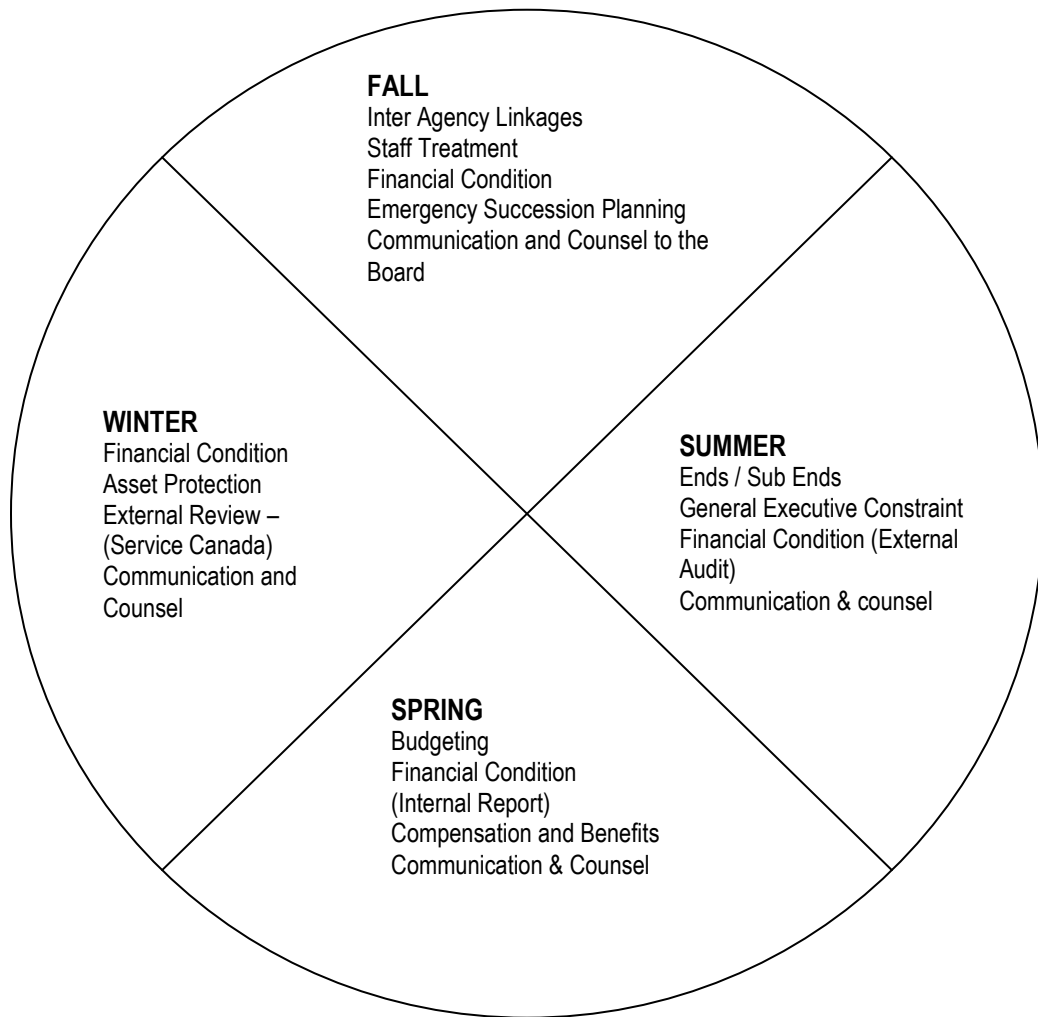 FALL
Inter Agency Linkages
Staff Treatment
Financial Condition
Emergency Succession Planning
Communication and Counsel to the
Board
WINTER
Financial Condition
Asset Protection
External Review –
(Service Canada)
Communication and
Counsel
SUMMER
Ends / Sub Ends
General Executive Constraint
Financial Condition (External
Audit)
Communication & counsel
SPRING
Budgeting
Financial Condition
(Internal Report)
Compensation and Benefits
Communication & Counsel